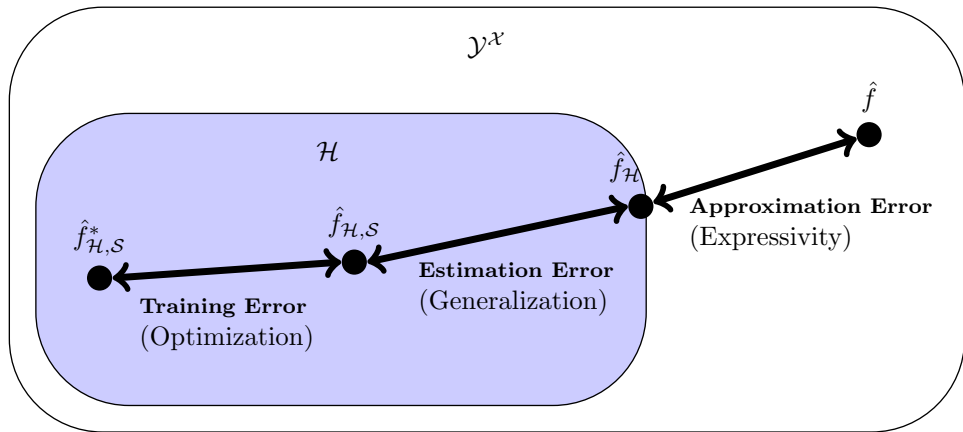 𝒴^𝒳
f̂
ℋ
f̂_ℋ
f̂_{ℋ,𝒮}
f̂*_{ℋ,𝒮}
Approximation Error
(Expressivity)
Estimation Error
(Generalization)
Training Error
(Optimization)